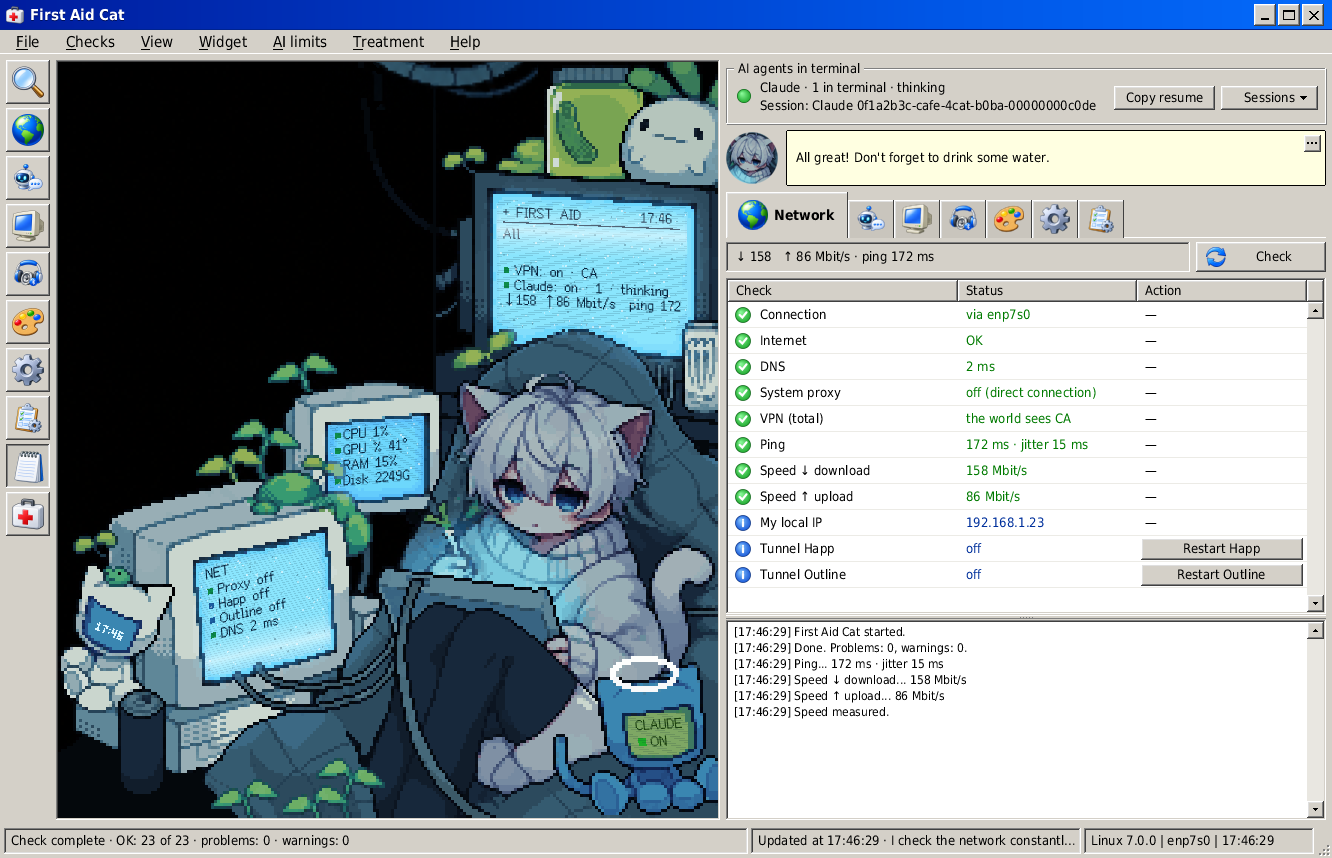 First Aid Cat
File Checks View Widget AI limits Treatment Help
+ FIRST AID 17:46
All
VPN: on · CA
Claude: on · 1 · thinking
↓158 ↑86 Mbit/s ping 172
CPU 1%
GPU % 41°
RAM 15%
Disk 2249G
NET
Proxy off
Happ off
Outline off
DNS 2 ms
17:46
CLAUDE
ON
AI agents in terminal
Claude · 1 in terminal · thinking
Session: Claude 0f1a2b3c-cafe-4cat-b0ba-00000000c0de
Copy resume
Sessions
All great! Don't forget to drink some water.
...
Network
↓ 158 ↑ 86 Mbit/s · ping 172 ms
Check
Check Status Action
Connection via enp7s0 —
Internet OK —
DNS 2 ms —
System proxy off (direct connection) —
VPN (total) the world sees CA —
Ping 172 ms · jitter 15 ms —
Speed ↓ download 158 Mbit/s —
Speed ↑ upload 86 Mbit/s —
My local IP 192.168.1.23 —
Tunnel Happ off Restart Happ
Tunnel Outline off Restart Outline
[17:46:29] First Aid Cat started.
[17:46:29] Done. Problems: 0, warnings: 0.
[17:46:29] Ping... 172 ms · jitter 15 ms
[17:46:29] Speed ↓ download... 158 Mbit/s
[17:46:29] Speed ↑ upload... 86 Mbit/s
[17:46:29] Speed measured.
Check complete · OK: 23 of 23 · problems: 0 · warnings: 0
Updated at 17:46:29 · I check the network constantl...
Linux 7.0.0 | enp7s0 | 17:46:29